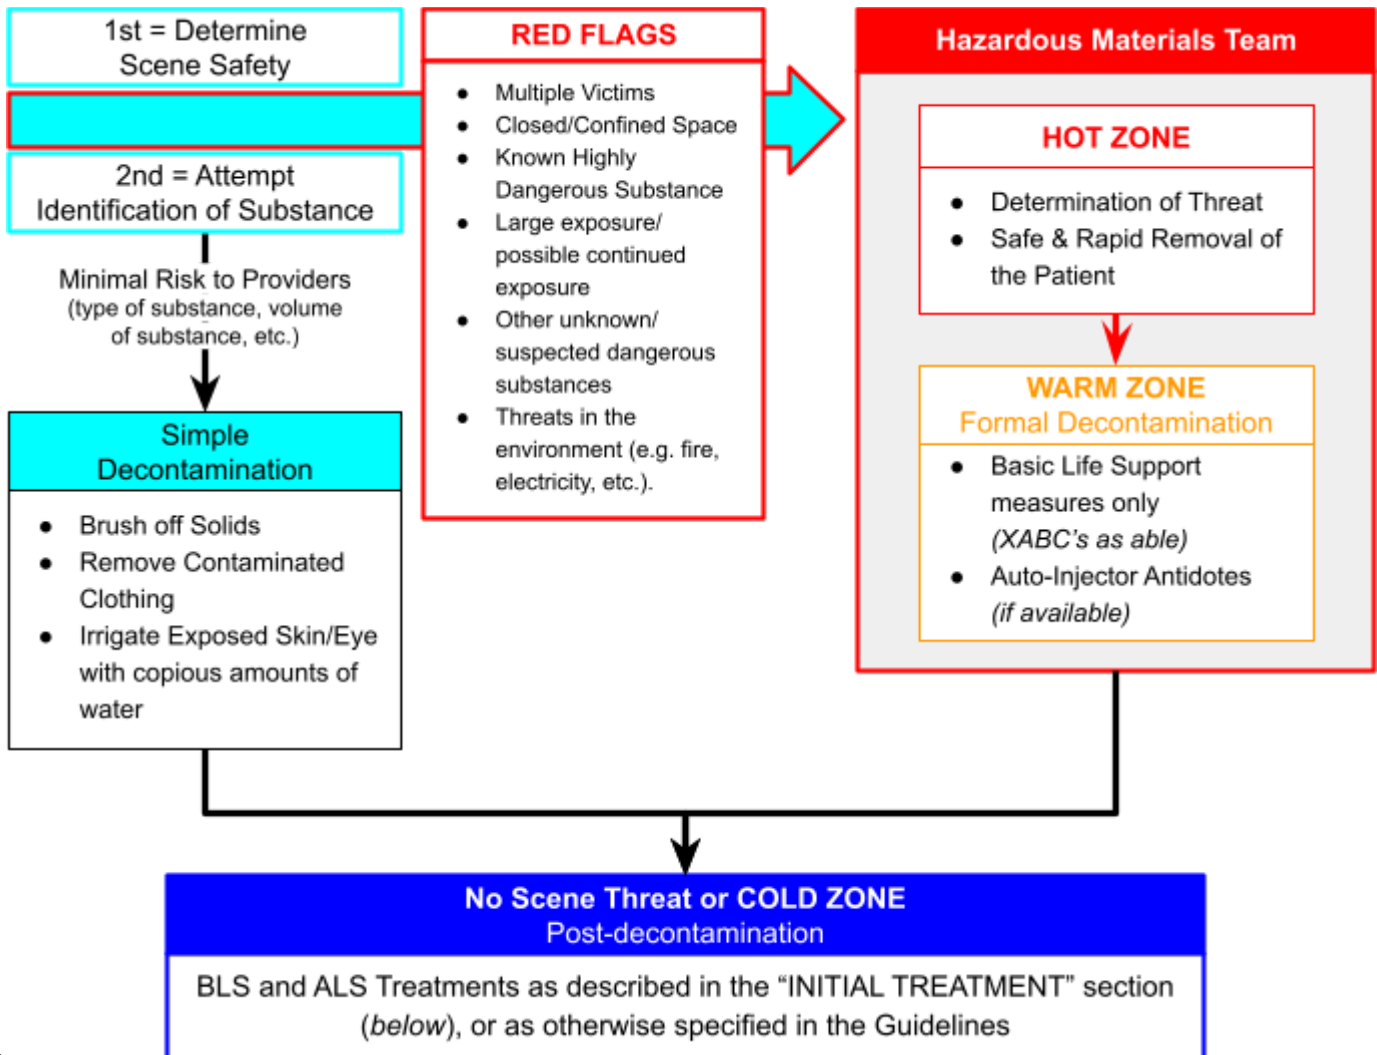 1st = Determine
Scene Safety
2nd = Attempt
Identification of Substance
Minimal Risk to Providers
(type of substance, volume
of substance, etc.)
Simple
Decontamination
● Brush off Solids
● Remove Contaminated
Clothing
● Irrigate Exposed Skin/Eye
with copious amounts of
water
RED FLAGS
● Multiple Victims
● Closed/Confined Space
● Known Highly
Dangerous Substance
● Large exposure/
possible continued
exposure
● Other unknown/
suspected dangerous
substances
● Threats in the
environment (e.g. fire,
electricity, etc.).
Hazardous Materials Team
HOT ZONE
● Determination of Threat
● Safe & Rapid Removal of
the Patient
WARM ZONE
Formal Decontamination
● Basic Life Support
measures only
(XABC's as able)
● Auto-Injector Antidotes
(if available)
No Scene Threat or COLD ZONE
Post-decontamination
BLS and ALS Treatments as described in the “INITIAL TREATMENT” section
(below), or as otherwise specified in the Guidelines